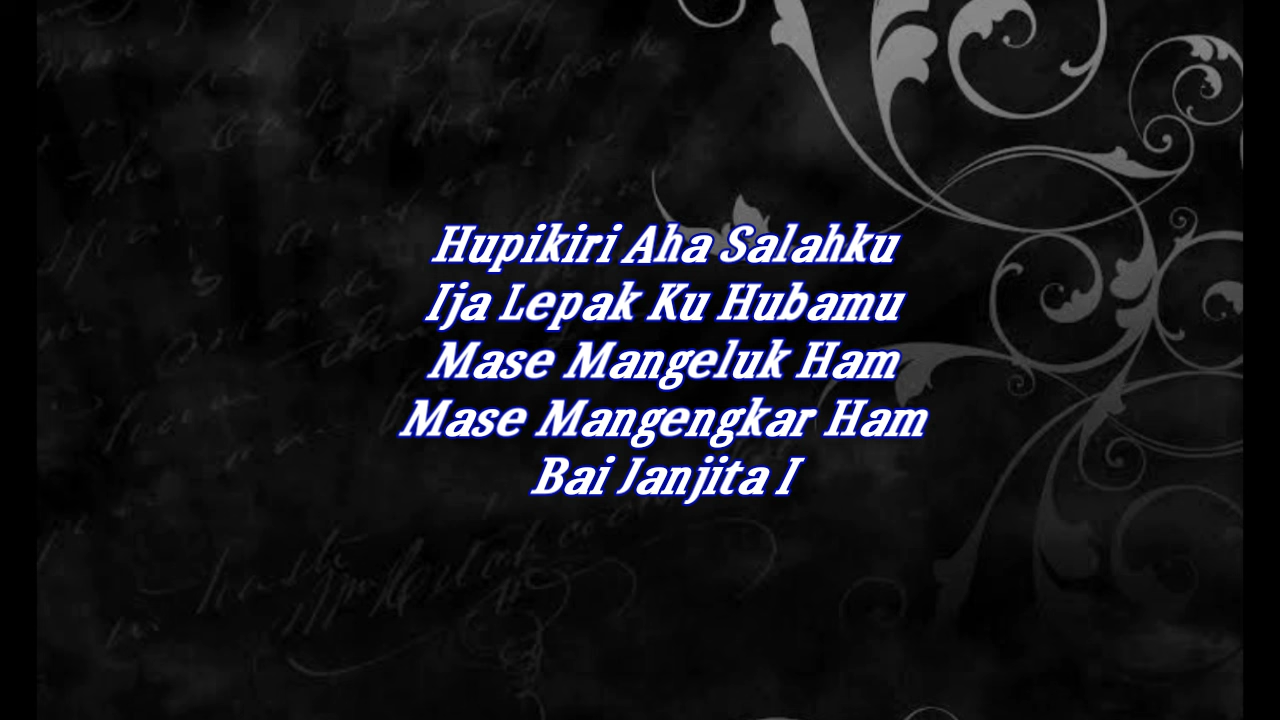 Hupikiri Aha Salahku
Ija Lepak Ku Hubamu
Mase Mangeluk Ham
Mase Mangengkar Ham
Bai Janjita I